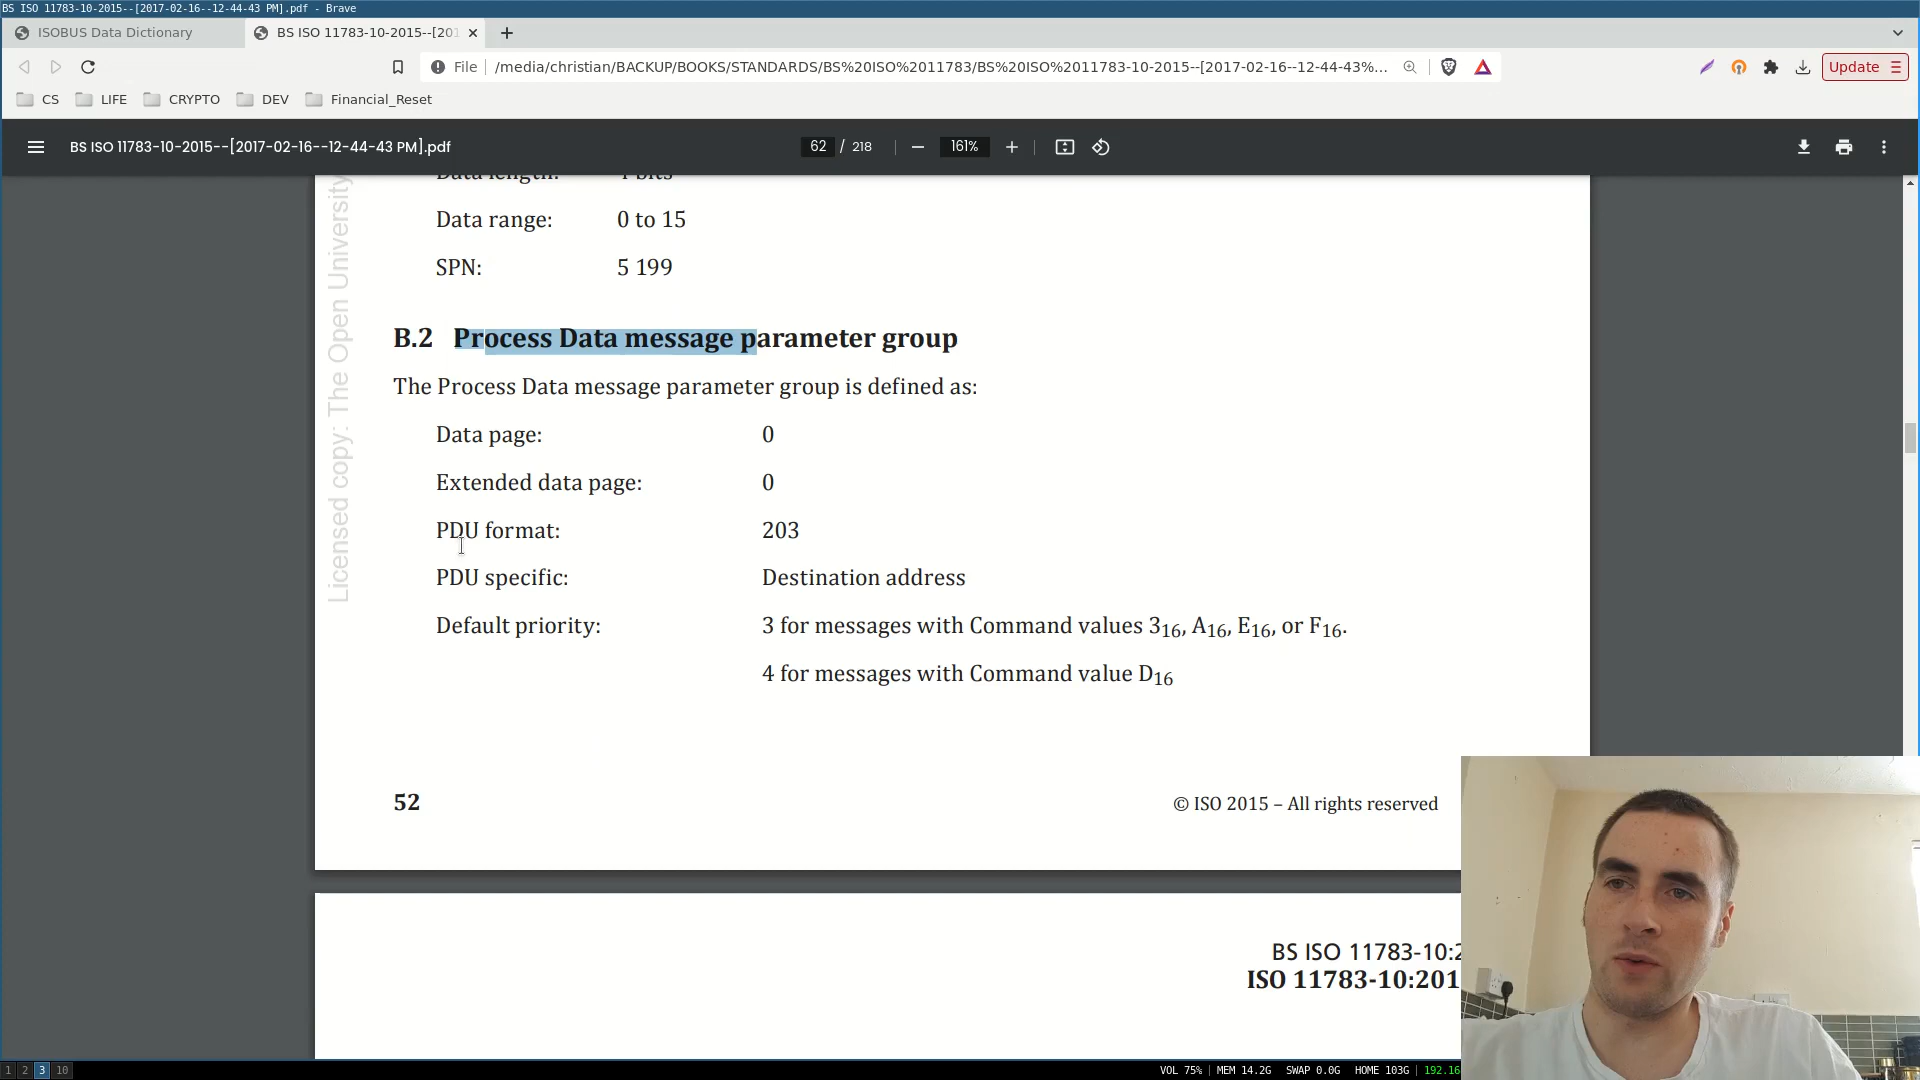 BS ISO 11783-10-2015--[2017-02-16--12-44-43 PM].pdf - Brave
ISOBUS Data Dictionary
BS ISO 11783-10-2015--[201
File
/media/christian/BACKUP/BOOKS/STANDARDS/BS%20ISO%2011783/BS%20ISO%2011783-10-2015--[2017-02-16--12-44-43%...
Update
CS
LIFE
CRYPTO
DEV
Financial_Reset
BS ISO 11783-10-2015--[2017-02-16--12-44-43 PM].pdf
62 / 218
161%
Licensed copy: The Open University
Data length: 4 bits
Data range: 0 to 15
SPN: 5 199
B.2 Process Data message parameter group
The Process Data message parameter group is defined as:
Data page: 0
Extended data page: 0
PDU format: 203
PDU specific: Destination address
Default priority: 3 for messages with Command values 3₁₆, A₁₆, E₁₆, or F₁₆.
4 for messages with Command value D₁₆
52
© ISO 2015 – All rights reserved
BS ISO 11783-10:2
ISO 11783-10:201
1 2 3 10
VOL 75% | MEM 14.2G | SWAP 0.0G | HOME 103G | 192.16